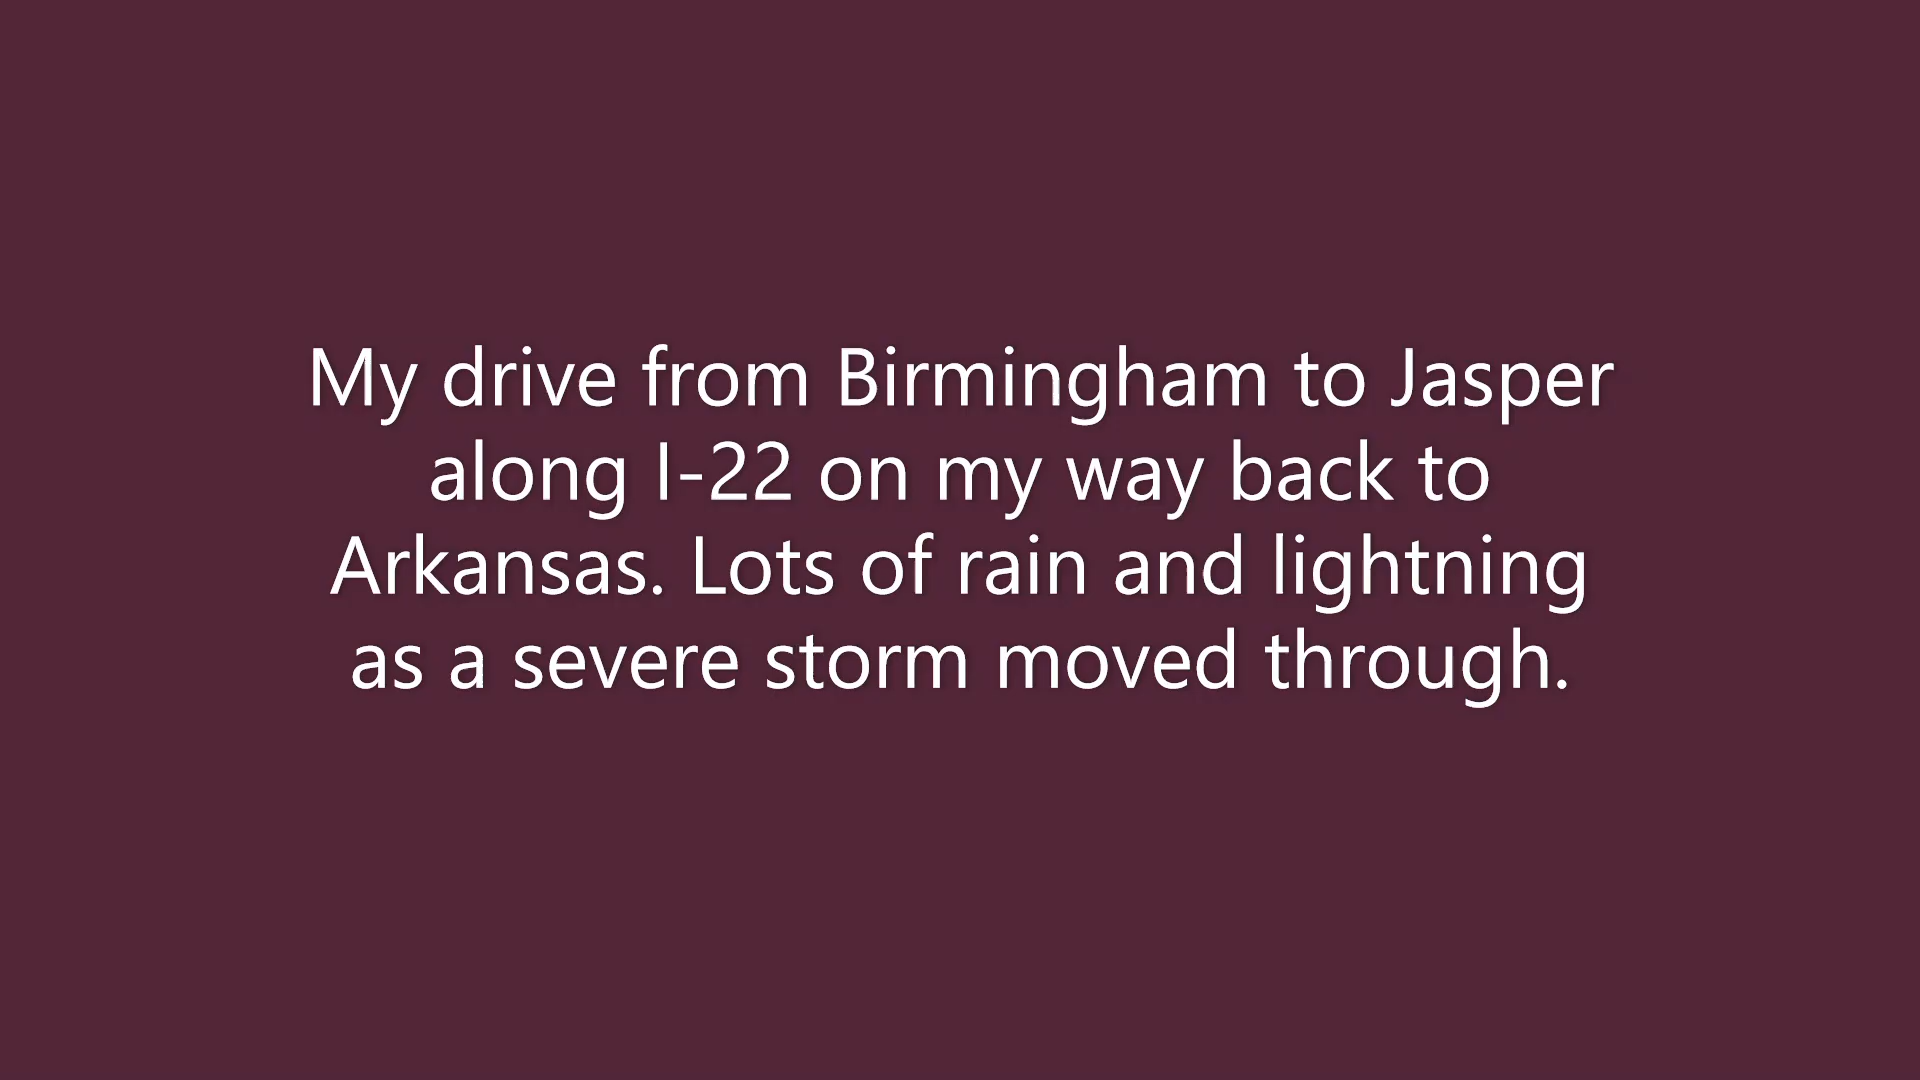 My drive from Birmingham to Jasper
along I-22 on my way back to
Arkansas. Lots of rain and lightning
as a severe storm moved through.